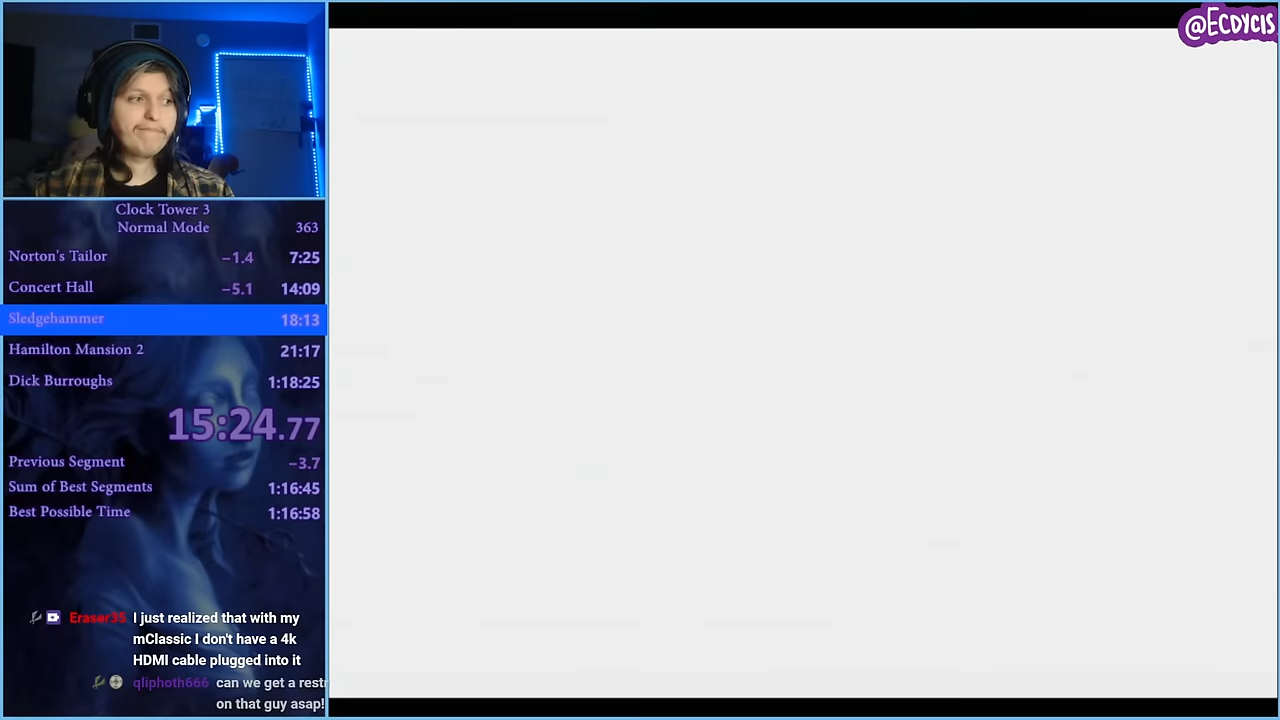 @ECDYCIS
Clock Tower 3
Normal Mode 363
Norton's Tailor −1.4 7:25
Concert Hall −5.1 14:09
Sledgehammer 18:13
Hamilton Mansion 2 21:17
Dick Burroughs 1:18:25
15:24.77
Previous Segment −3.7
Sum of Best Segments 1:16:45
Best Possible Time 1:16:58
Eraser35 I just realized that with my
mClassic I don't have a 4k
HDMI cable plugged into it
qliphoth666 can we get a restr
on that guy asap!